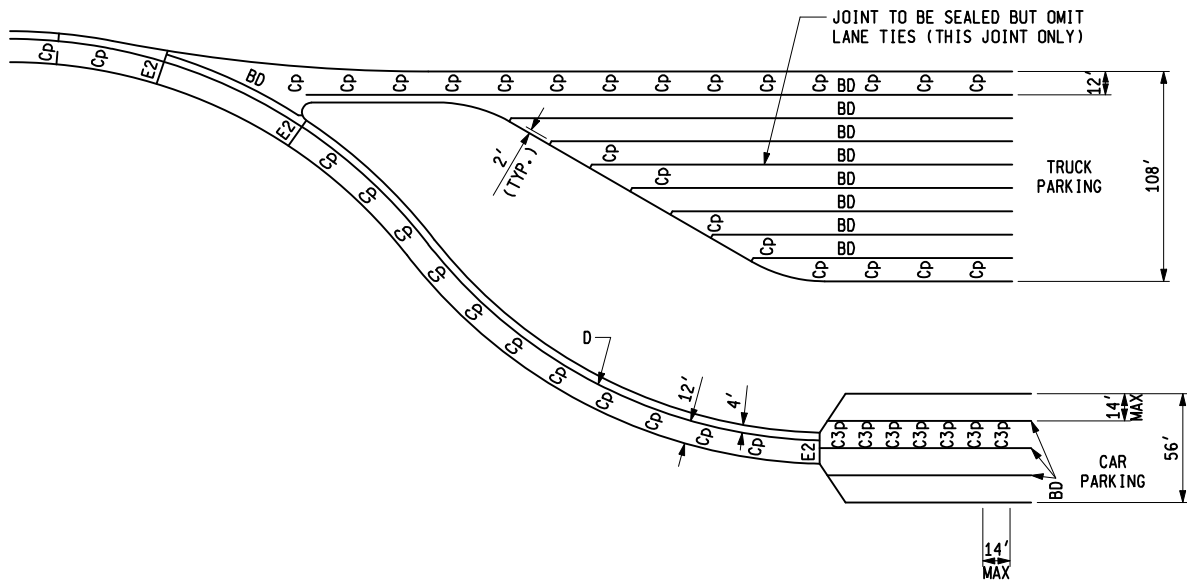 JOINT TO BE SEALED BUT OMIT
LANE TIES (THIS JOINT ONLY)
Cp
Cp
E2
BD
Cp
Cp
Cp
Cp
Cp
Cp
Cp
Cp
Cp
Cp
BD
Cp
Cp
Cp
Cp
12'
BD
BD
E2
2'
(TYP.)
Cp
BD
Cp
BD
TRUCK
PARKING
108'
BD
Cp
BD
Cp
BD
Cp
Cp
Cp
Cp
Cp
Cp
Cp
Cp
Cp
Cp
Cp
D
Cp
Cp
12'
4'
Cp
Cp
Cp
E2
C3p
C3p
C3p
C3p
C3p
C3p
C3p
14'
MAX
56'
CAR
PARKING
BD
14'
MAX